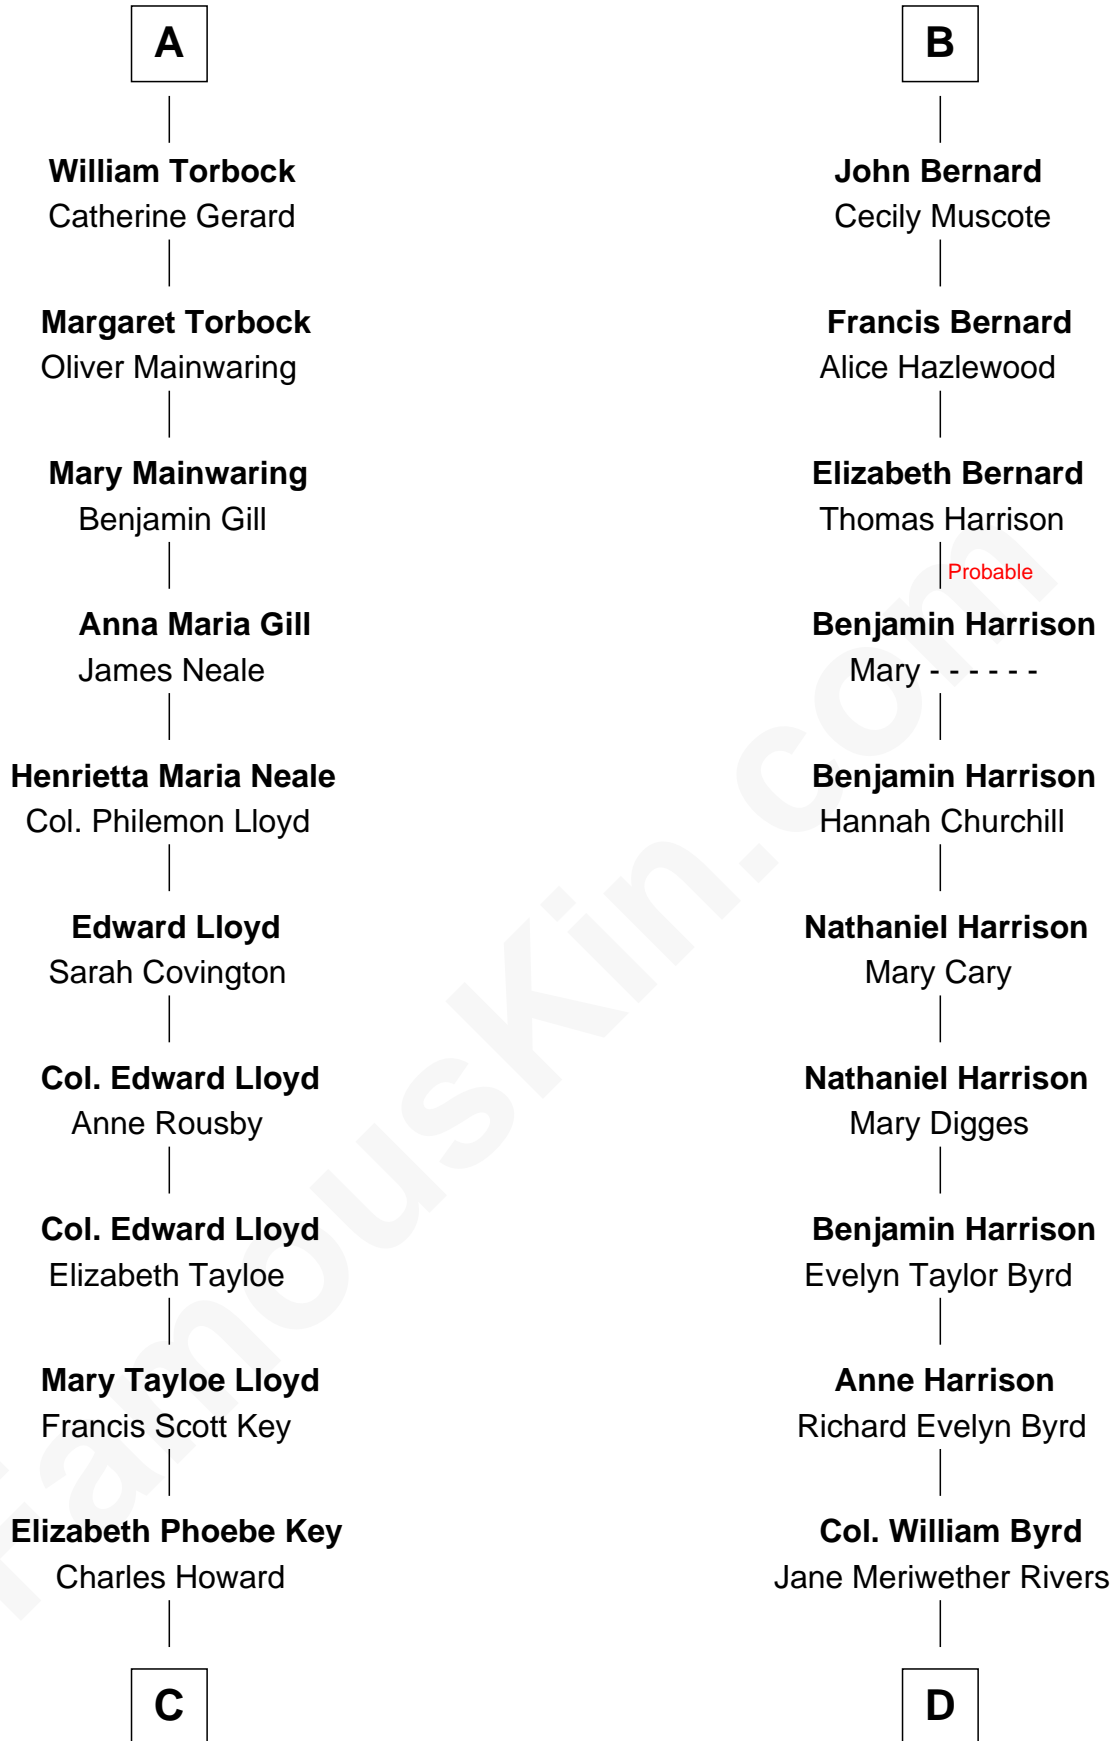 A
William Torbock
Catherine Gerard
Margaret Torbock
Oliver Mainwaring
Mary Mainwaring
Benjamin Gill
Anna Maria Gill
James Neale
Henrietta Maria Neale
Col. Philemon Lloyd
Edward Lloyd
Sarah Covington
Col. Edward Lloyd
Anne Rousby
Col. Edward Lloyd
Elizabeth Tayloe
Mary Tayloe Lloyd
Francis Scott Key
Elizabeth Phoebe Key
Charles Howard
C
B
John Bernard
Cecily Muscote
Francis Bernard
Alice Hazlewood
Elizabeth Bernard
Thomas Harrison
Probable
Benjamin Harrison
Mary - - - - - -
Benjamin Harrison
Hannah Churchill
Nathaniel Harrison
Mary Cary
Nathaniel Harrison
Mary Digges
Benjamin Harrison
Evelyn Taylor Byrd
Anne Harrison
Richard Evelyn Byrd
Col. William Byrd
Jane Meriwether Rivers
D
FamousKin.com